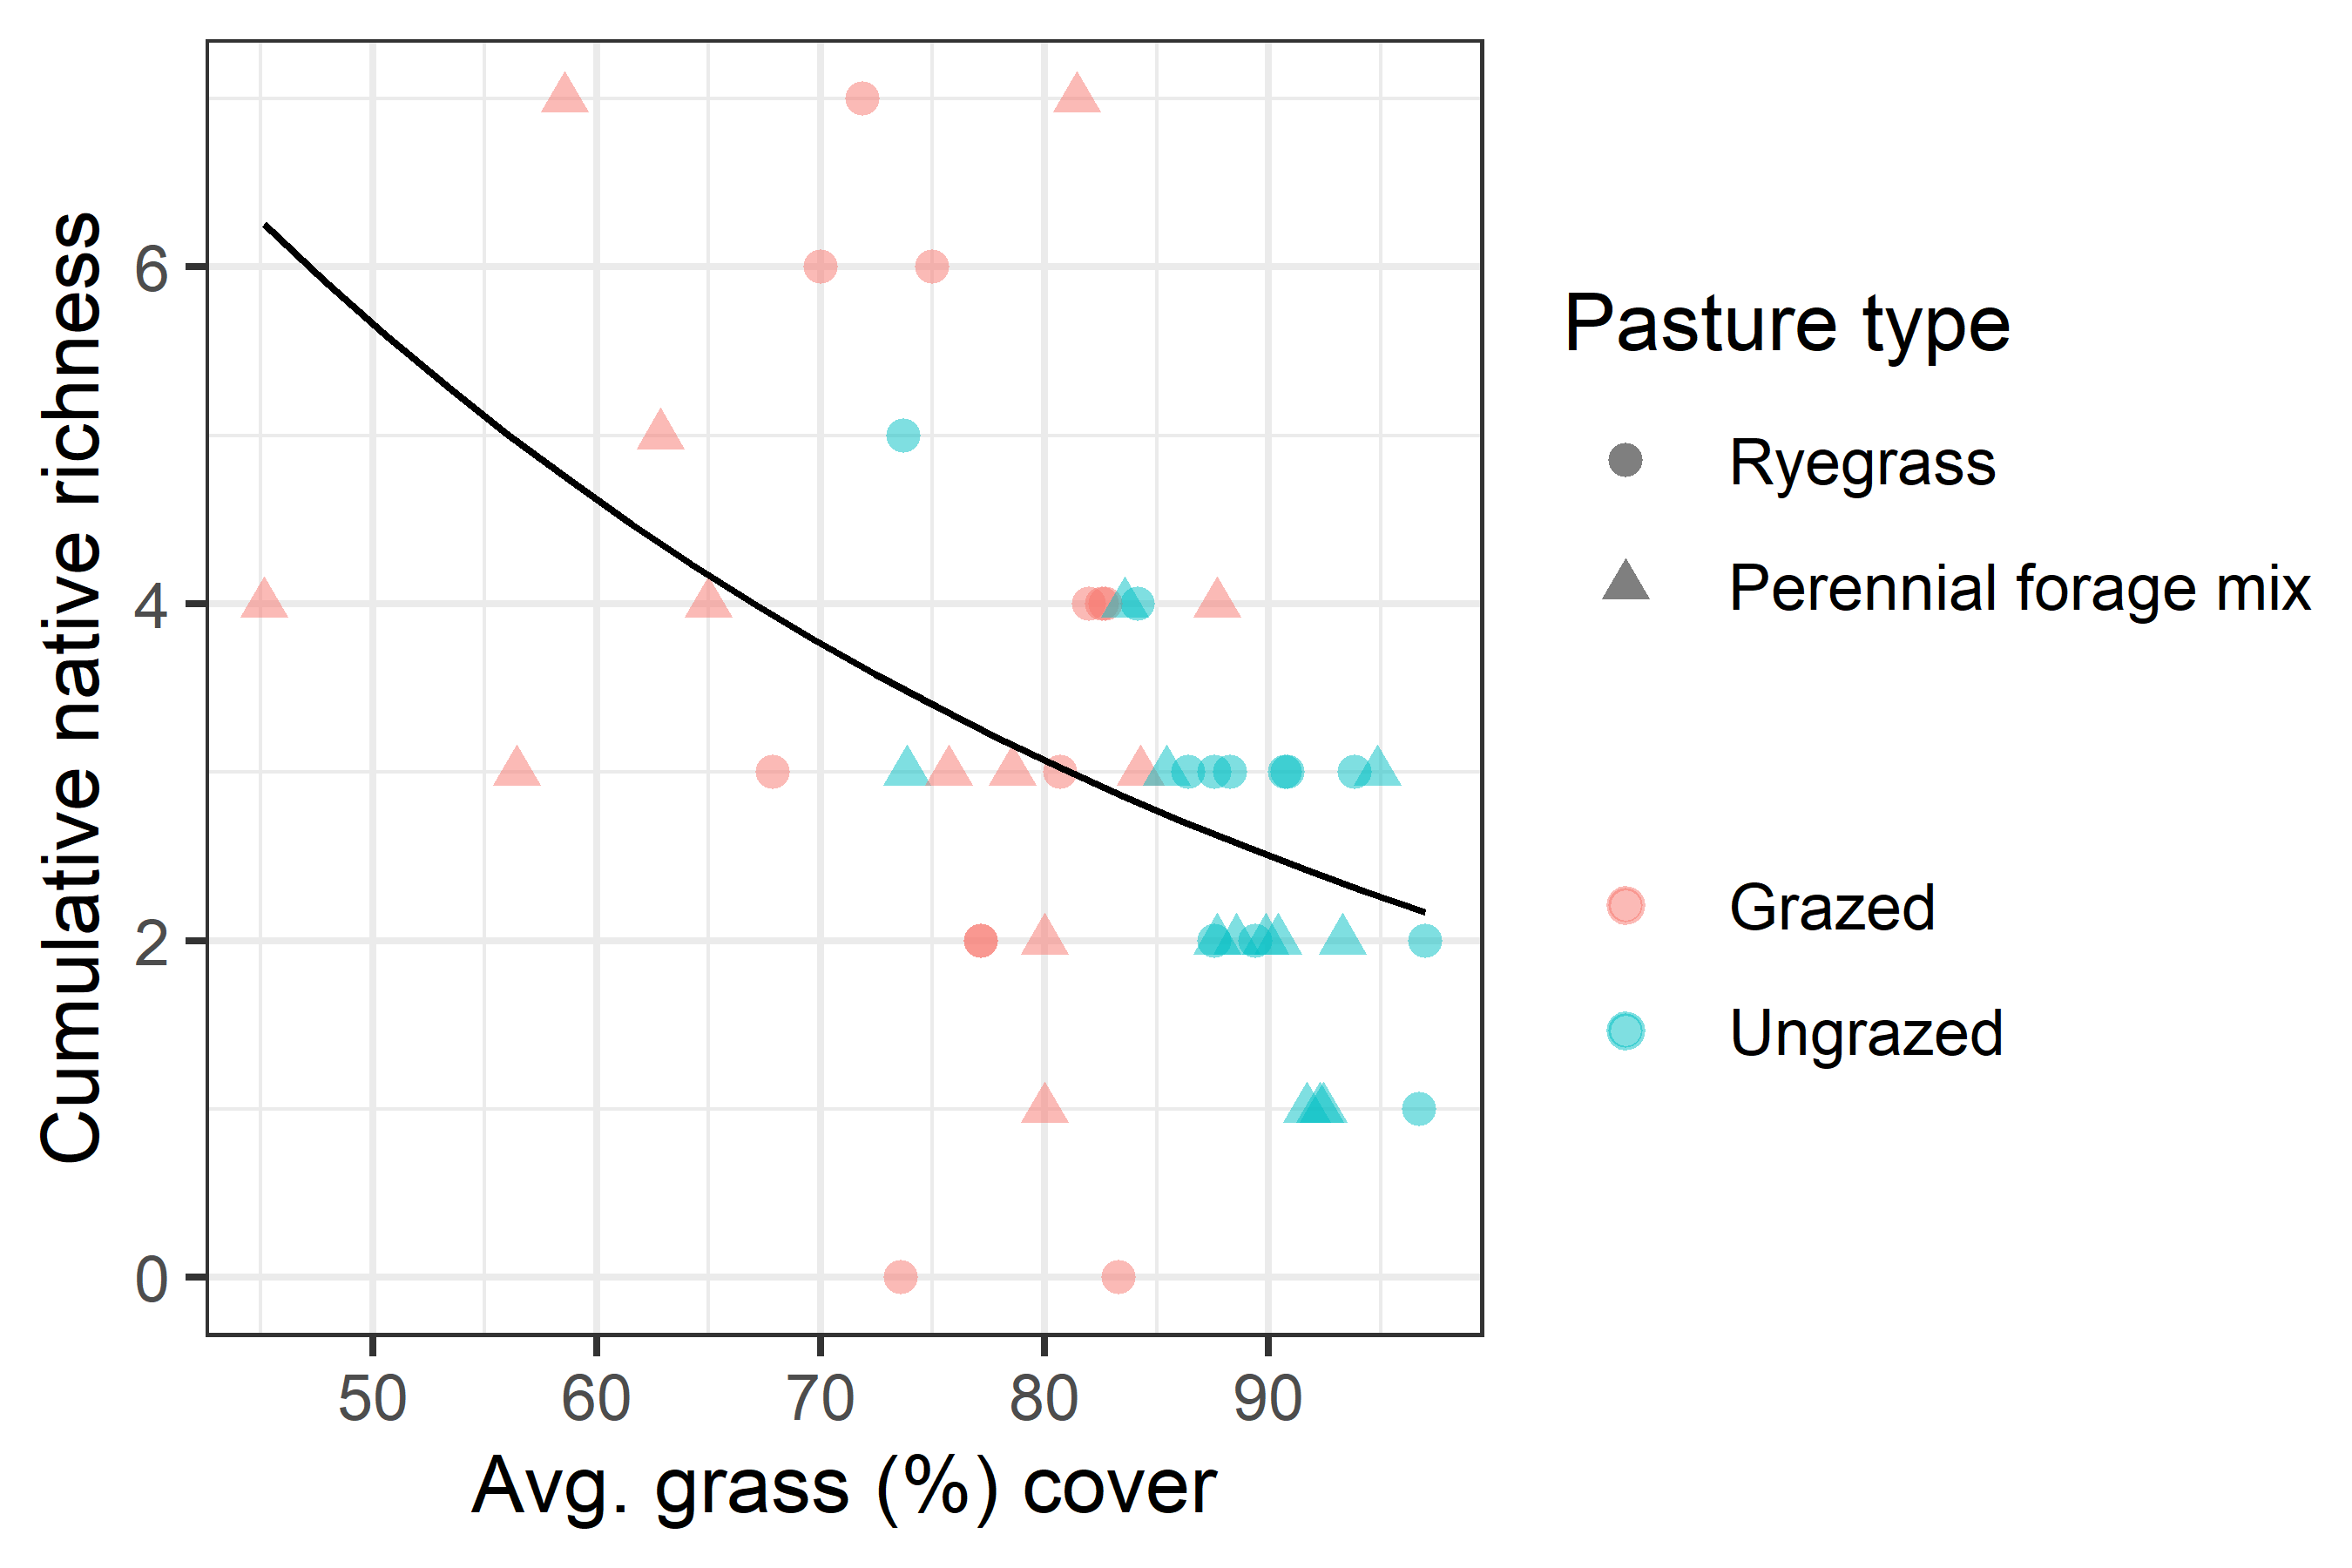 Cumulative native richness
6
4
2
0
50 60 70 80 90
Avg. grass (%) cover
Pasture type
Ryegrass
Perennial forage mix
Grazed
Ungrazed